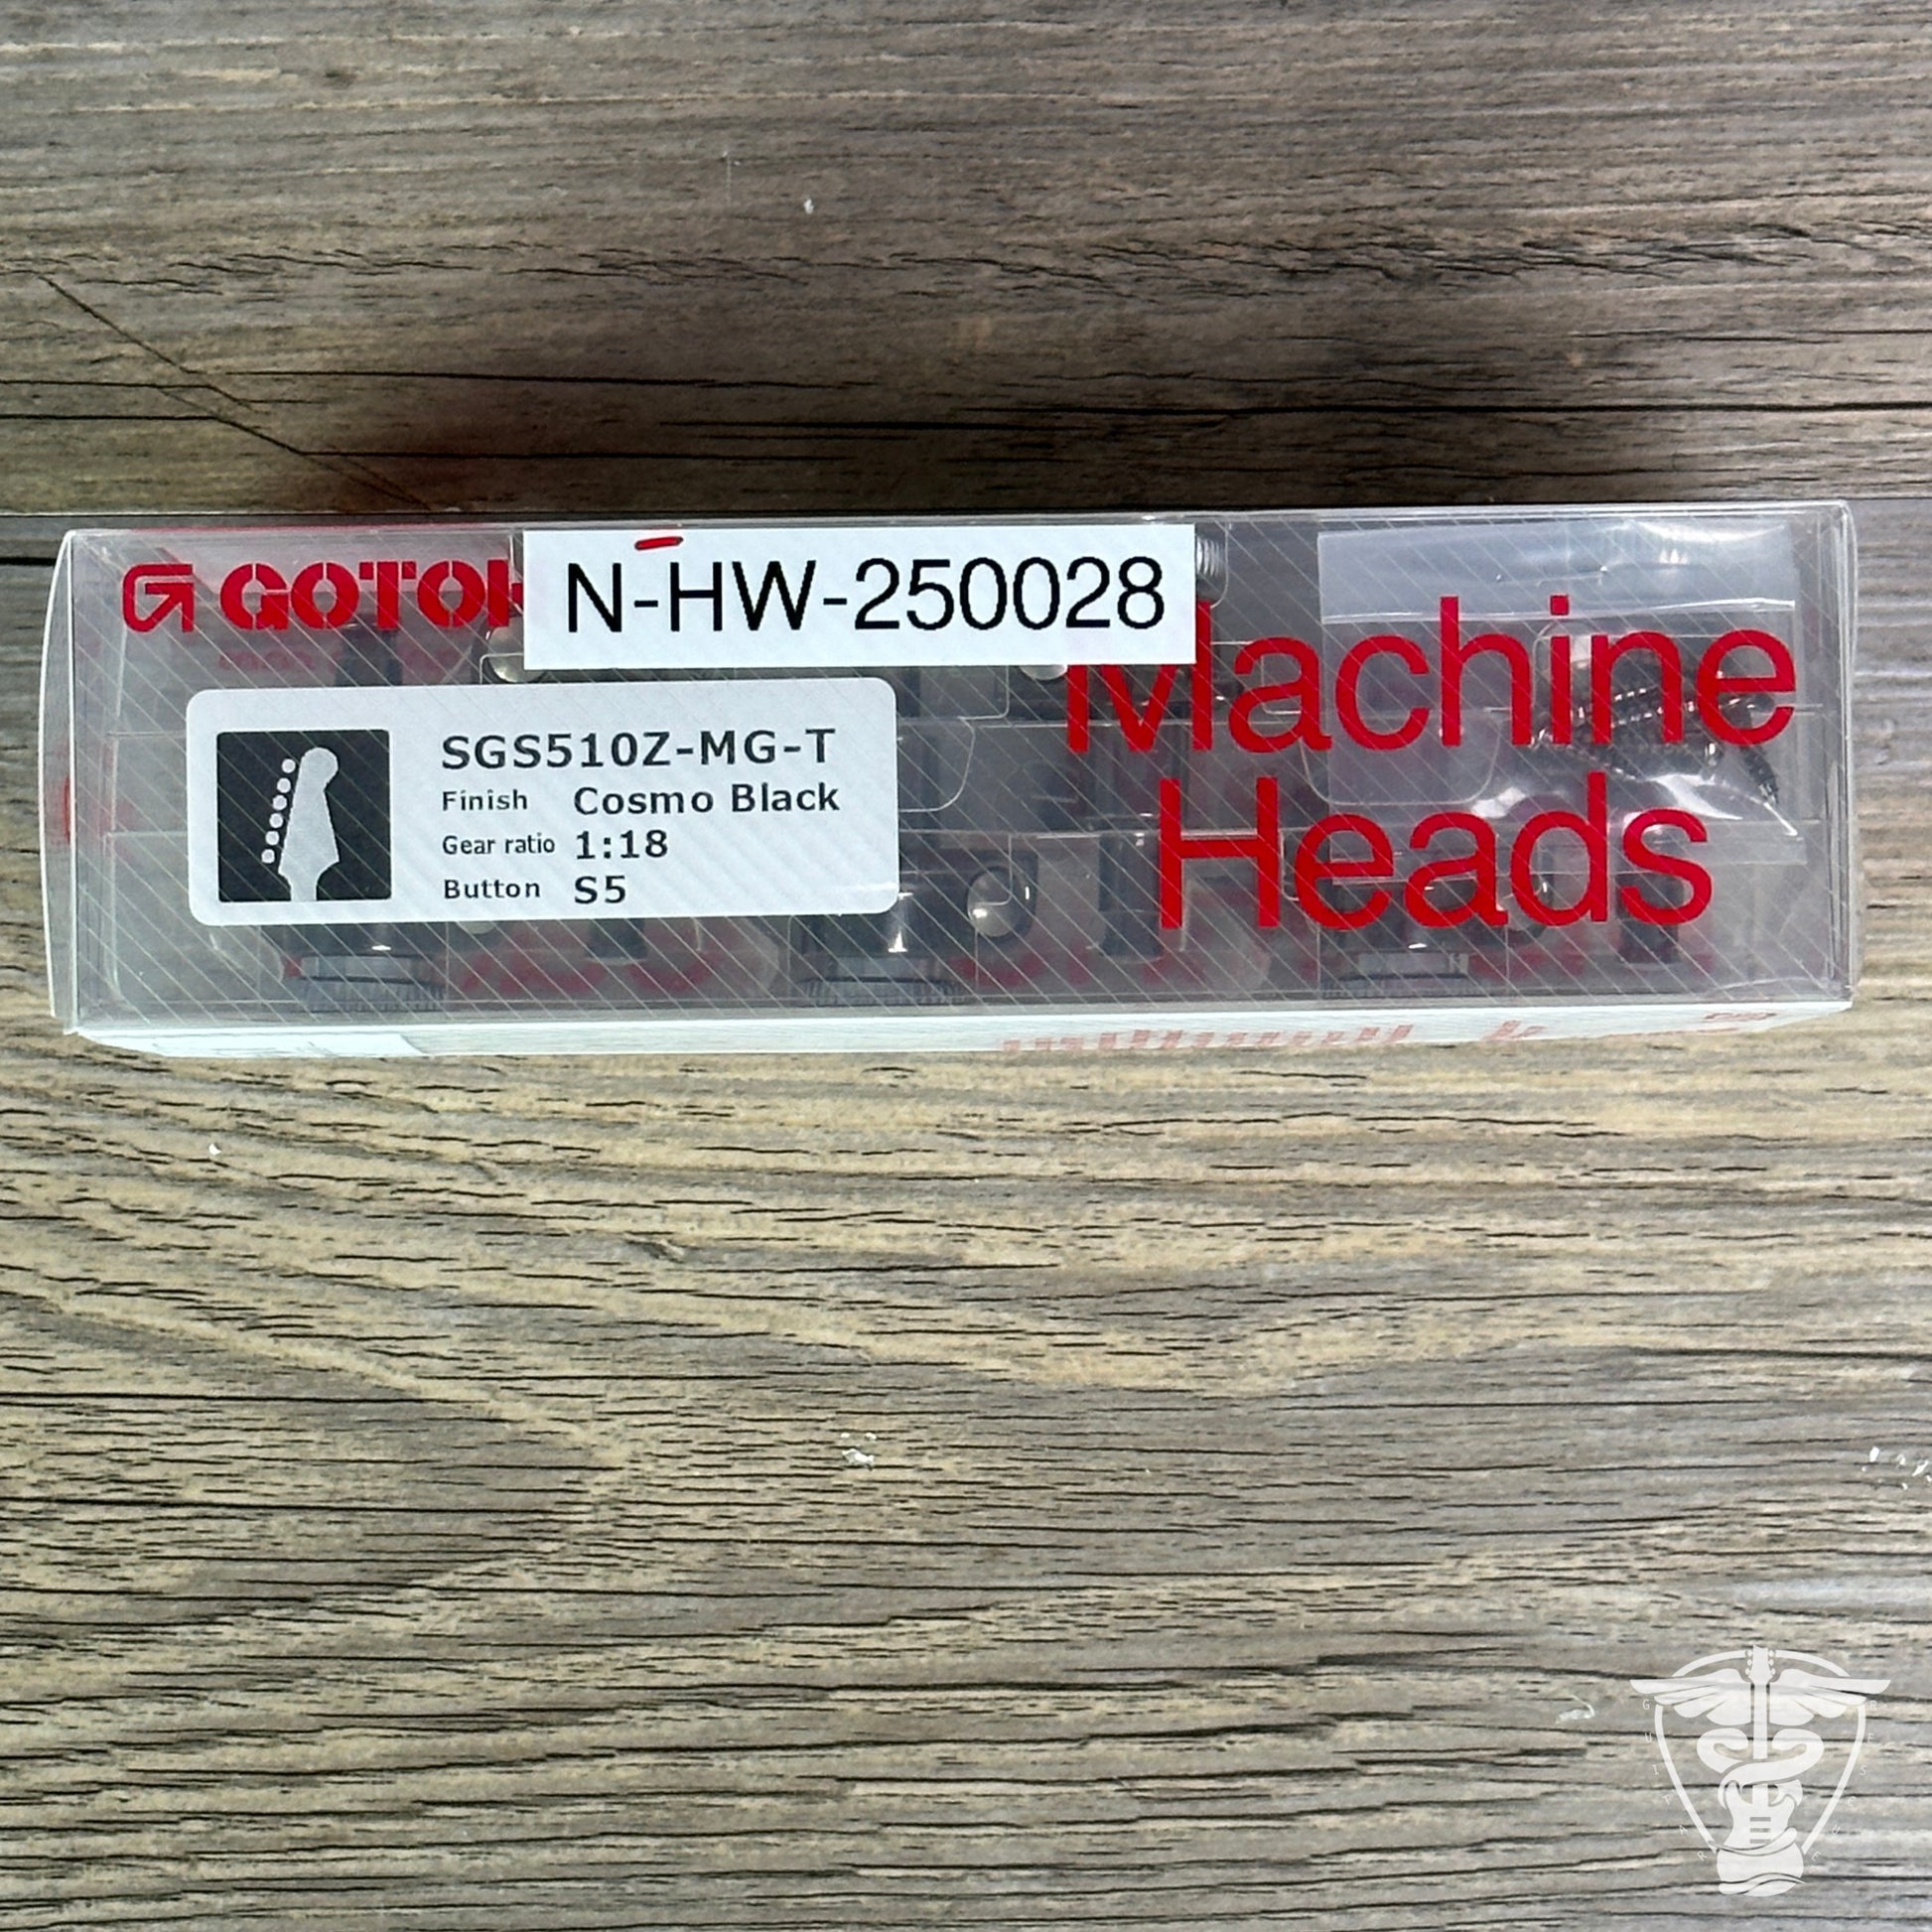 GOTOH
N-HW-250028
Machine
Heads
SGS510Z-MG-T
Finish Cosmo Black
Gear ratio 1:18
Button S5